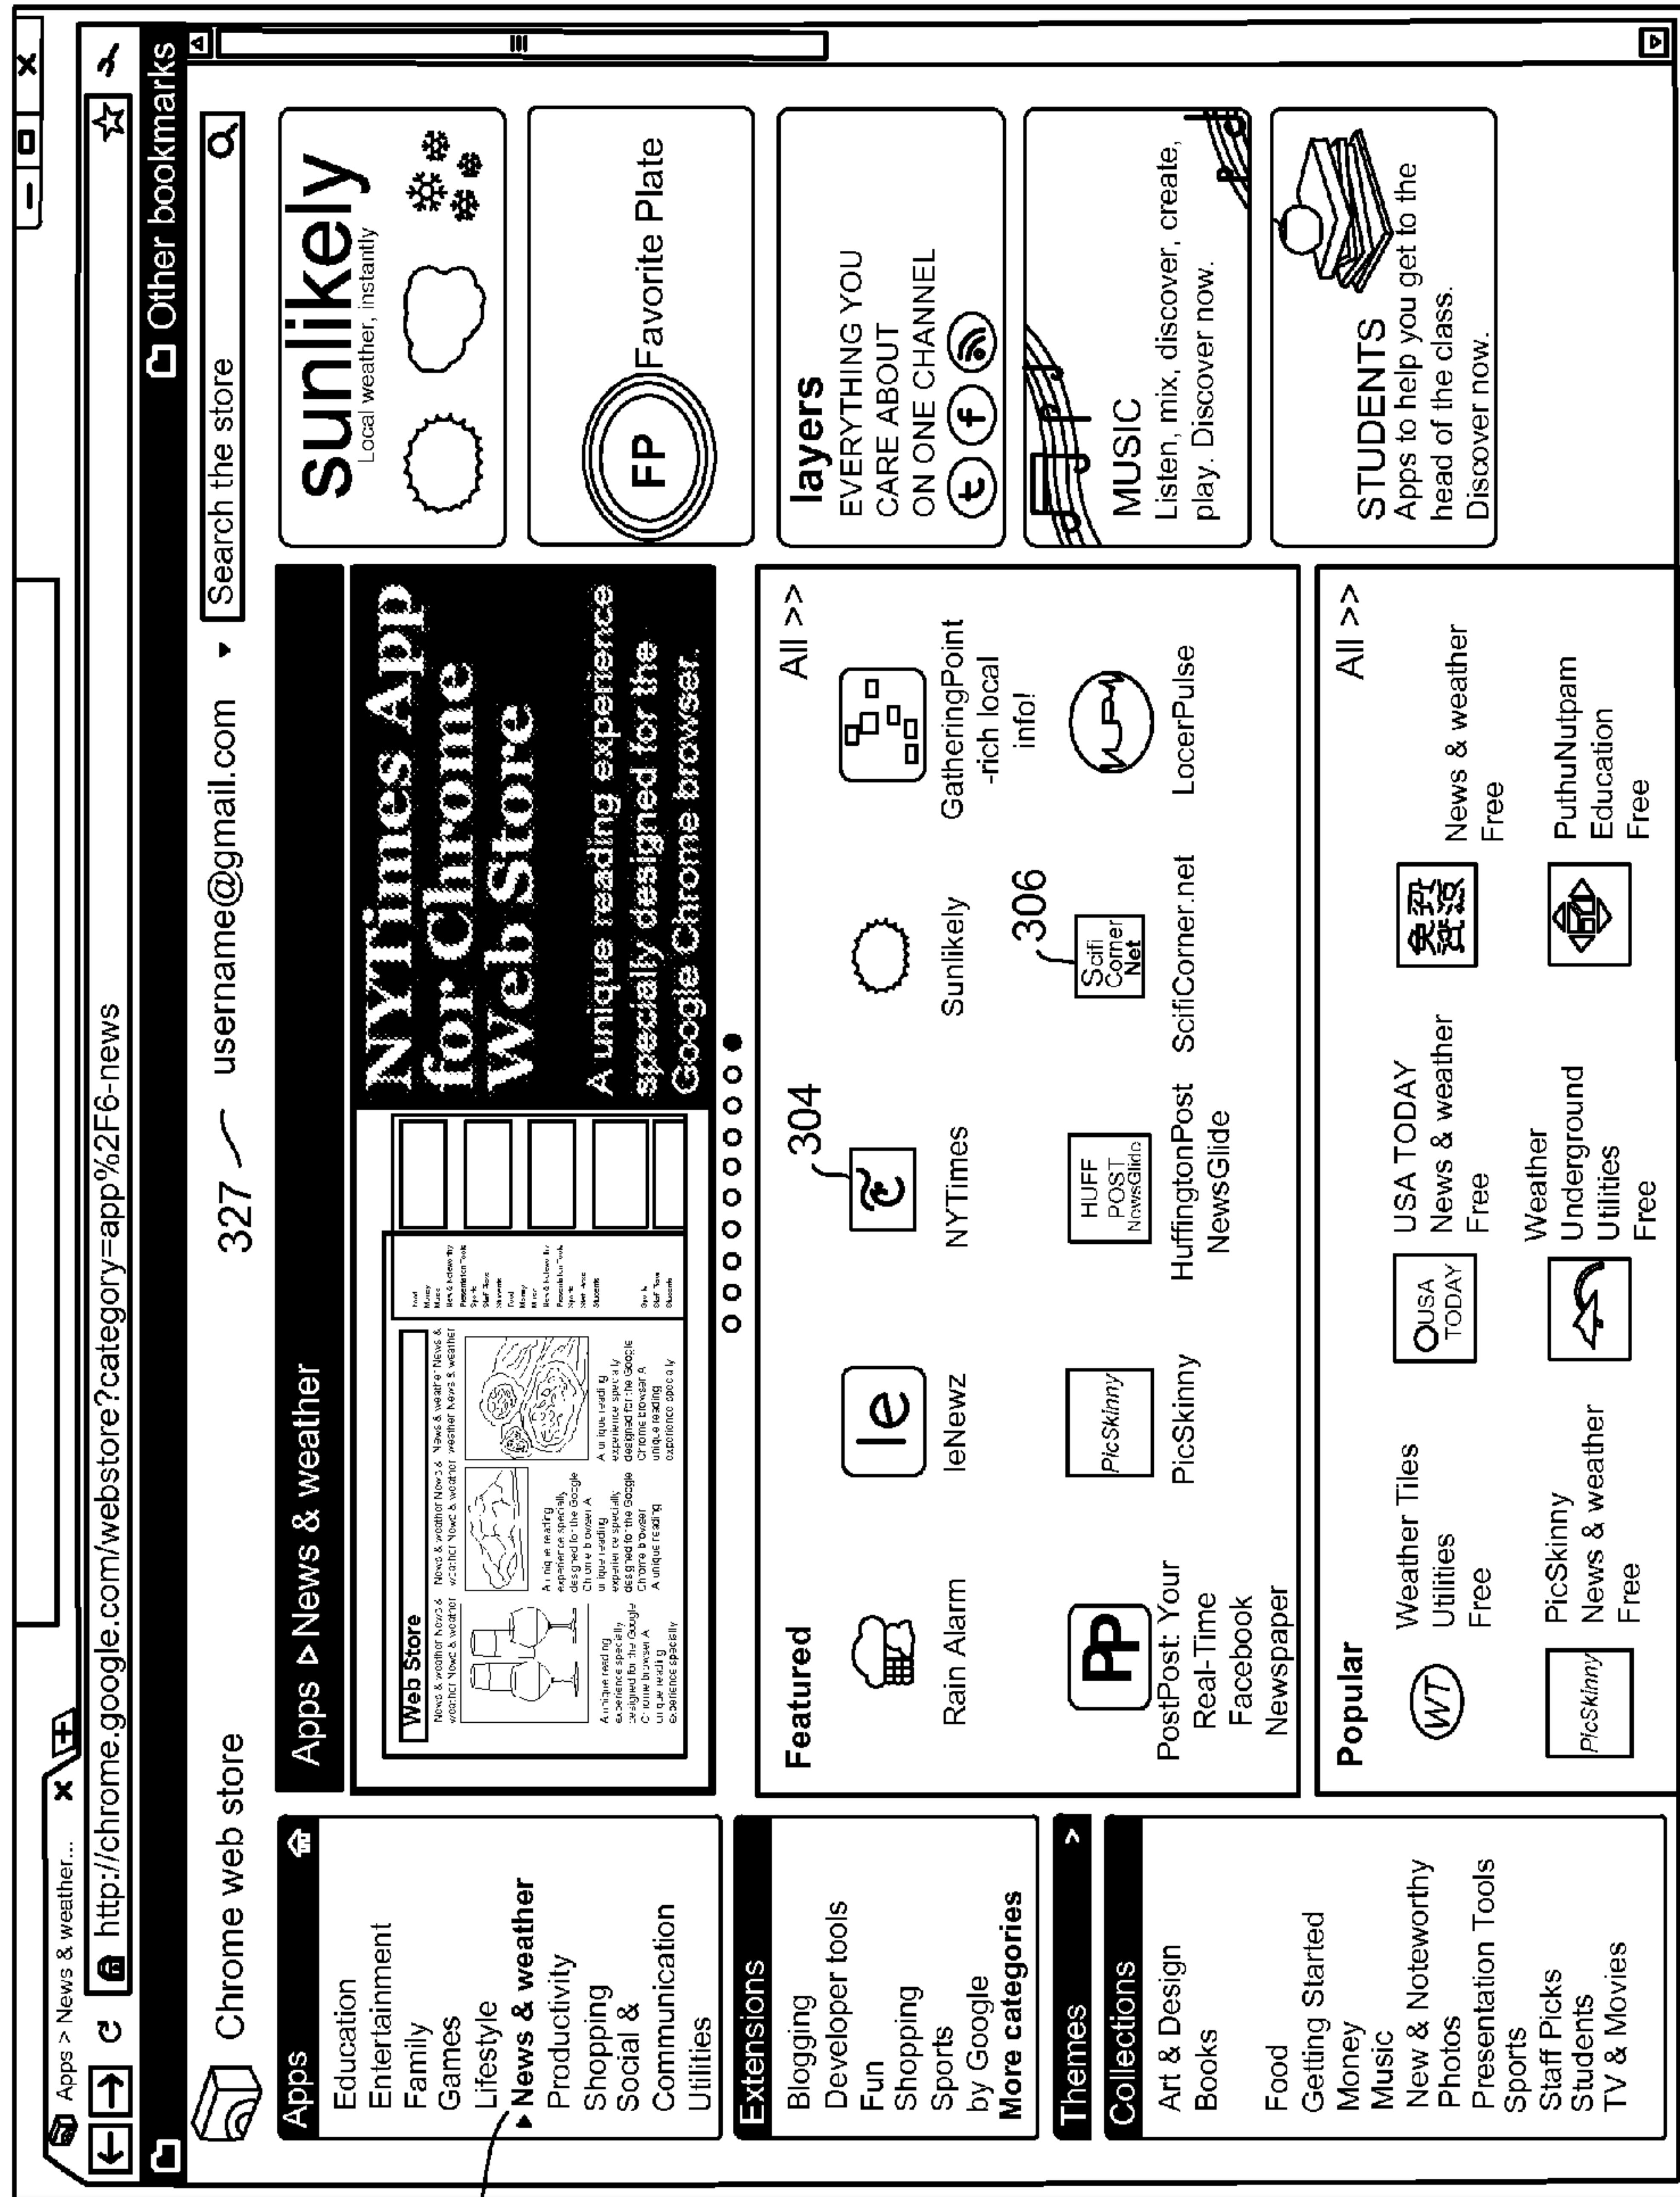 Apps > News & weather...
http://chrome.google.com/webstore?category=app%2F6-news
Other bookmarks
Chrome web store
327
username@gmail.com
Search the store
Apps
Education
Entertainment
Family
Games
Lifestyle
News & weather
Productivity
Shopping
Social &
Communication
Utilities
Extensions
Blogging
Developer tools
Fun
Shopping
Sports
by Google
More categories
Themes
Collections
Art & Design
Books
Food
Getting Started
Money
Music
New & Noteworthy
Photos
Presentation Tools
Sports
Staff Picks
Students
TV & Movies
Apps ▷ News & weather
Web Store
NYTimes App
for Chrome
Web Store
A unique reading experience
specially designed for the
Google Chrome browser.
Featured
All >>
Rain Alarm
le
leNewz
304
NYTimes
Sunlikely
GatheringPoint
-rich local
info!
PP
PostPost: Your
Real-Time
Facebook
Newspaper
PicSkinny
PicSkinny
HUFF
POST
NewsGlide
HuffingtonPost
NewsGlide
306
Scifi
Corner
Net
ScifiCorner.net
LocerPulse
Popular
All >>
WT
Weather Tiles
Utilities
Free
USA
TODAY
USA TODAY
News & weather
Free
News & weather
Free
PicSkinny
PicSkinny
News & weather
Free
Weather
Underground
Utilities
Free
PuthuNutpam
Education
Free
sunlikely
Local weather, instantly
FP
Favorite Plate
layers
EVERYTHING YOU
CARE ABOUT
ON ONE CHANNEL
t f
MUSIC
Listen, mix, discover, create,
play. Discover now.
STUDENTS
Apps to help you get to the
head of the class.
Discover now.